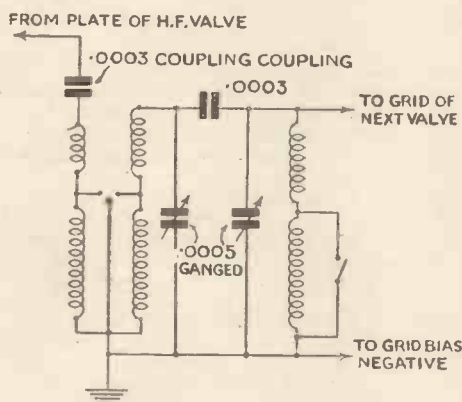 FROM PLATE OF H.F. VALVE
.0003 COUPLING COUPLING
.0003
TO GRID OF
NEXT VALVE
.0005
GANGED
TO GRID BIAS
NEGATIVE